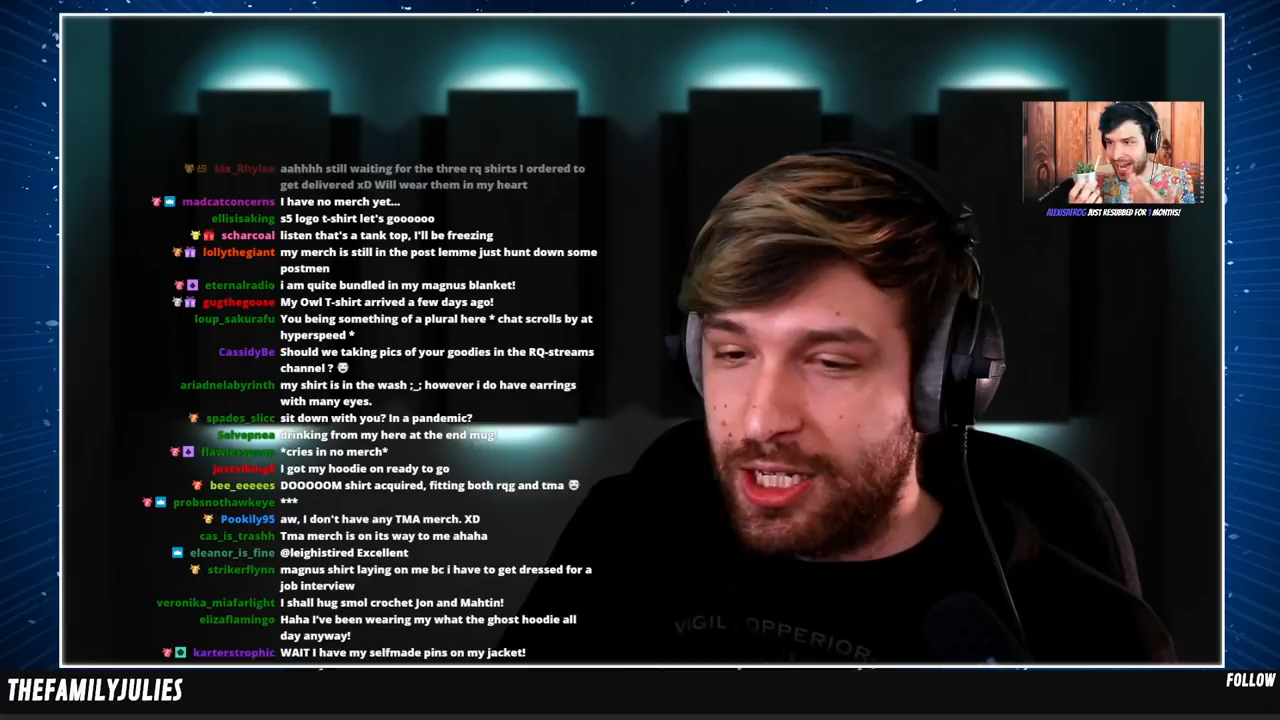 Mx_Rhylee aahhhh still waiting for the three rq shirts I ordered to
get delivered xD Will wear them in my heart
madcatconcerns I have no merch yet...
ellisisaking s5 logo t-shirt let's goooooo
scharcoal listen that's a tank top, I'll be freezing
lollythegiant my merch is still in the post lemme just hunt down some
postmen
eternalradio i am quite bundled in my magnus blanket!
gugthegoose My Owl T-shirt arrived a few days ago!
loup_sakurafu You being something of a plural here * chat scrolls by at
hyperspeed *
CassidyBe Should we taking pics of your goodies in the RQ-streams
channel ?
ariadnelabyrinth my shirt is in the wash ;_; however i do have earrings
with many eyes.
spades_slicc sit down with you? In a pandemic?
drinking from my here at the end mug!
*cries in no merch*
I got my hoodie on ready to go
bee_eeeees DOOOOOM shirt acquired, fitting both rqg and tma
probsnothawkeye ***
Pookily95 aw, I don't have any TMA merch. XD
cas_is_trashh Tma merch is on its way to me ahaha
eleanor_is_fine @leighistired Excellent
strikerflynn magnus shirt laying on me bc i have to get dressed for a
job interview
veronika_miafarlight I shall hug smol crochet Jon and Mahtin!
elizaflamingo Haha I've been wearing my what the ghost hoodie all
day anyway!
karterstrophic WAIT I have my selfmade pins on my jacket!
ALEXISAFROG JUST RESUBBED FOR 1 MONTHS!
VIGILO OPPERIOR
THEFAMILYJULIES
FOLLOW